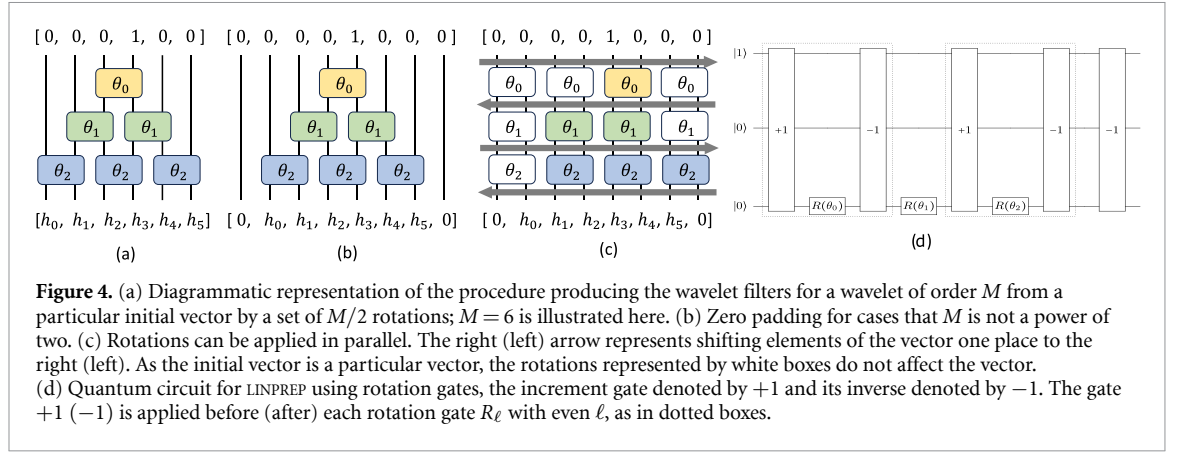 [ 0, 0, 0, 1, 0, 0 ] [ 0, 0, 0, 0, 1, 0, 0, 0 ] [ 0, 0, 0, 0, 1, 0, 0, 0 ]
θ0 θ0 θ0 θ0 θ0 θ0
θ1 θ1 θ1 θ1 θ1 θ1 θ1 θ1
θ2 θ2 θ2 θ2 θ2 θ2 θ2 θ2 θ2 θ2
[h0, h1, h2, h3, h4, h5] [ 0, h0, h1, h2, h3, h4, h5, 0] [ 0, h0, h1, h2, h3, h4, h5, 0]
(a) (b) (c)
|1⟩
|0⟩ +1 −1 +1 −1 −1
|0⟩ R(θ0) R(θ1) R(θ2)
(d)
Figure 4. (a) Diagrammatic representation of the procedure producing the wavelet filters for a wavelet of order M from a
particular initial vector by a set of M/2 rotations; M = 6 is illustrated here. (b) Zero padding for cases that M is not a power of
two. (c) Rotations can be applied in parallel. The right (left) arrow represents shifting elements of the vector one place to the
right (left). As the initial vector is a particular vector, the rotations represented by white boxes do not affect the vector.
(d) Quantum circuit for LINPREP using rotation gates, the increment gate denoted by +1 and its inverse denoted by −1. The gate
+1 (−1) is applied before (after) each rotation gate Rℓ with even ℓ, as in dotted boxes.